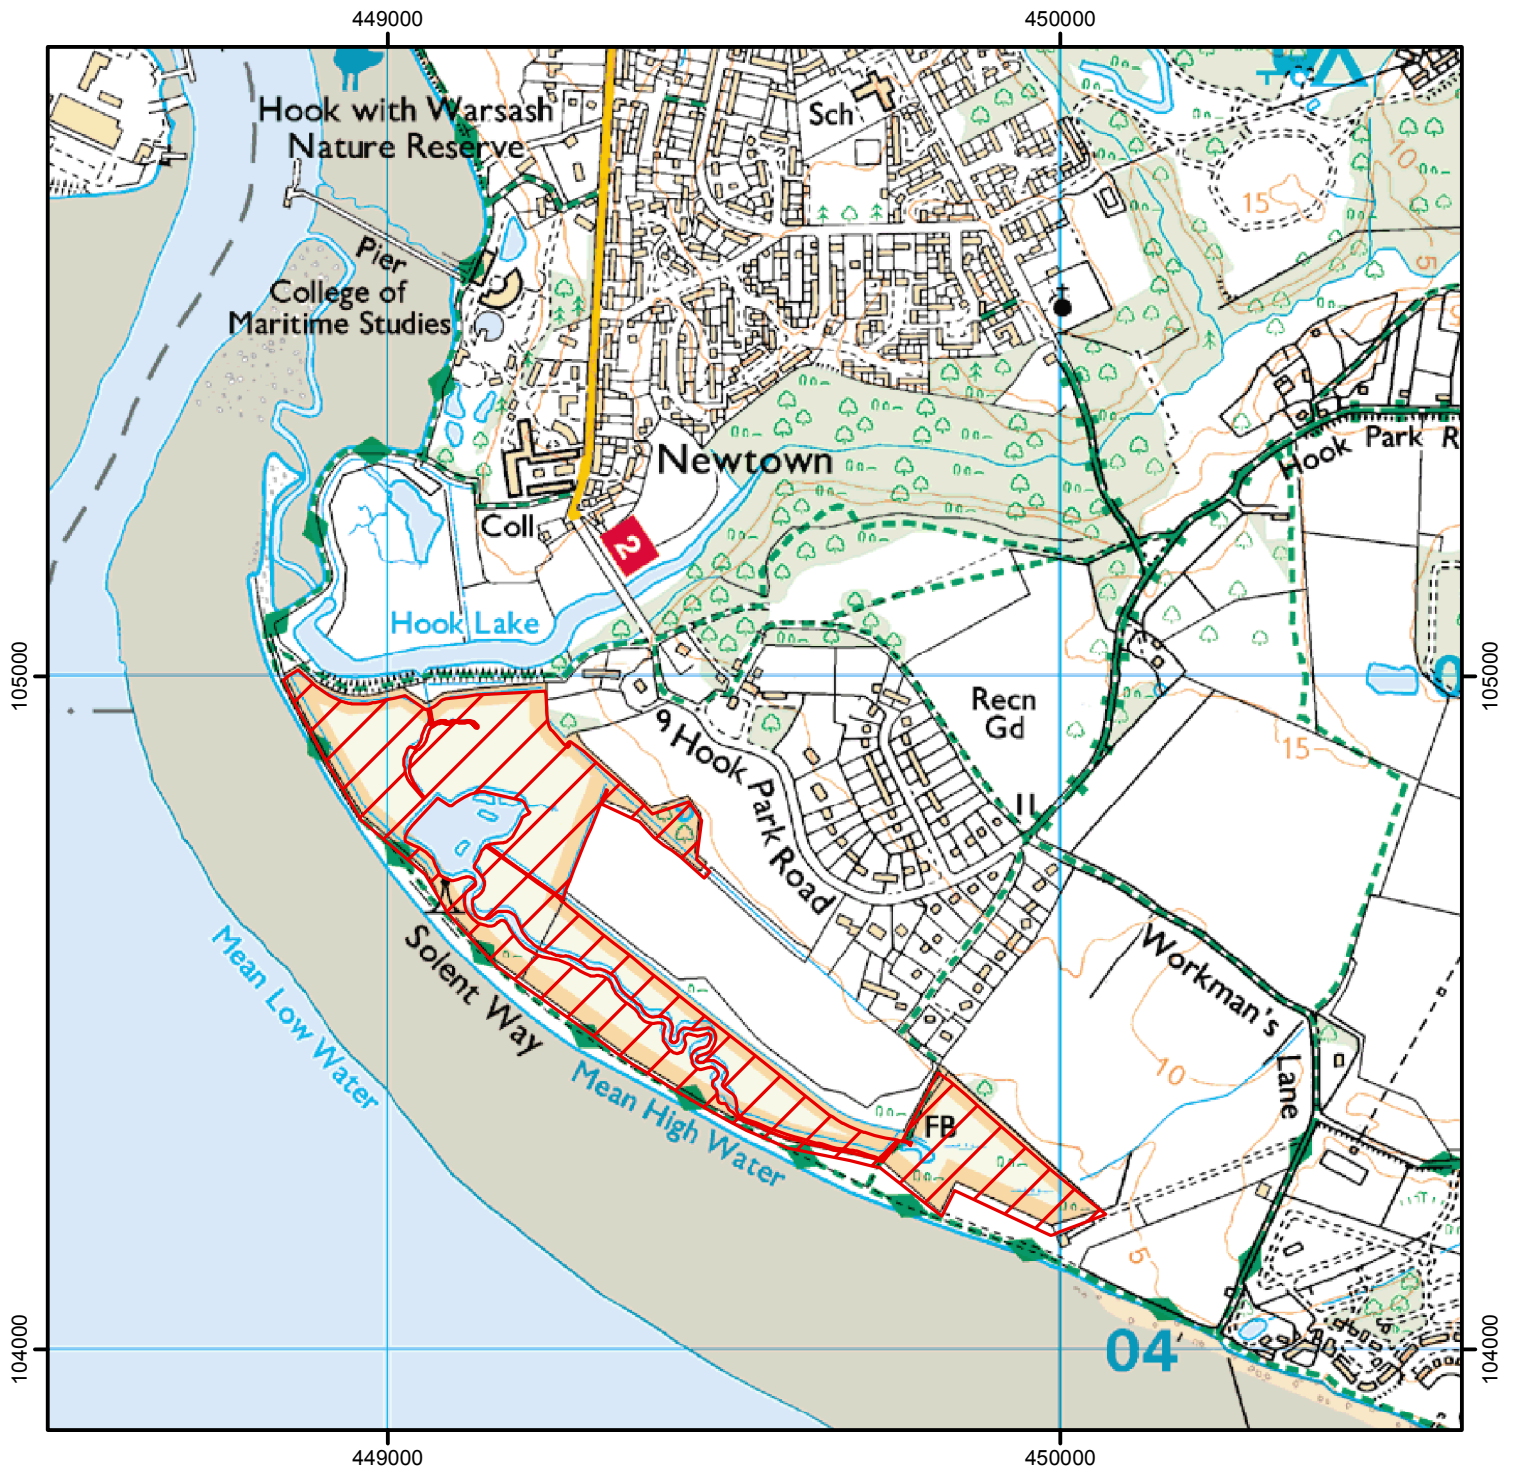 449000
450000
Hook with Warsash
Nature Reserve
Sch
10
15
5
Pier
College of
Maritime Studies
Hook Park R
Newtown
Coll
2
Hook Lake
105000
105000
Recn
Gd
15
9 Hook Park Road
11
Solent Way
Mean Low Water
Mean High Water
Workman's
Lane
10
FB
5
04
104000
104000
449000
450000